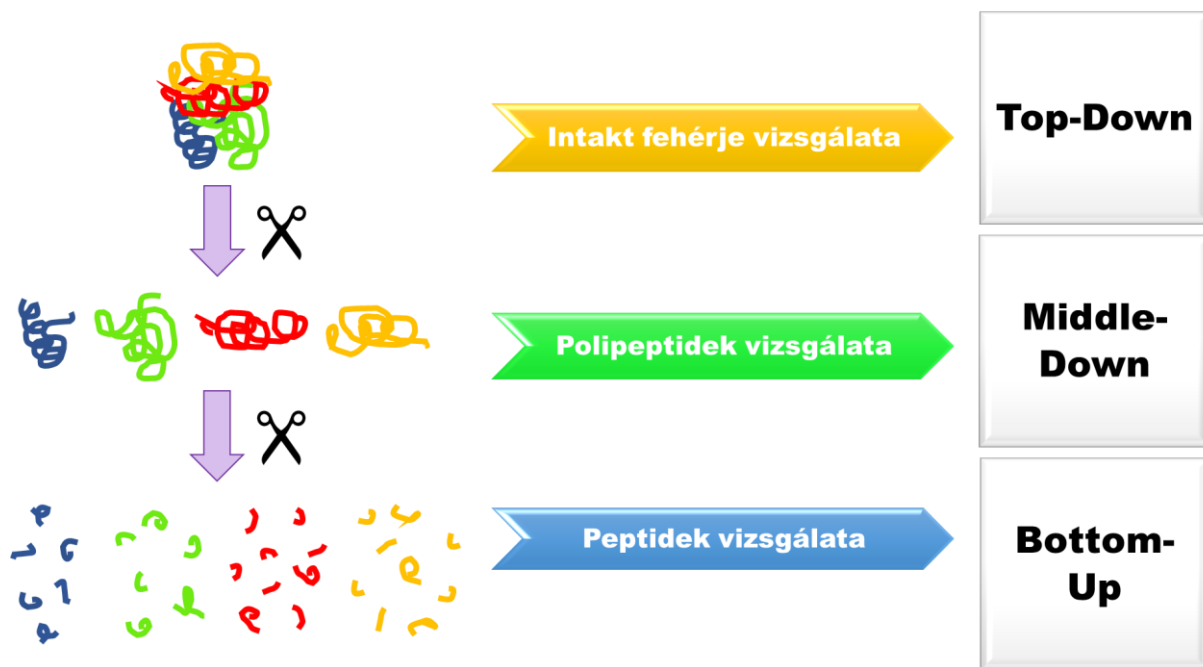 Intakt fehérje vizsgálata
Top-Down
Polipeptidek vizsgálata
Middle-
Down
Peptidek vizsgálata
Bottom-
Up